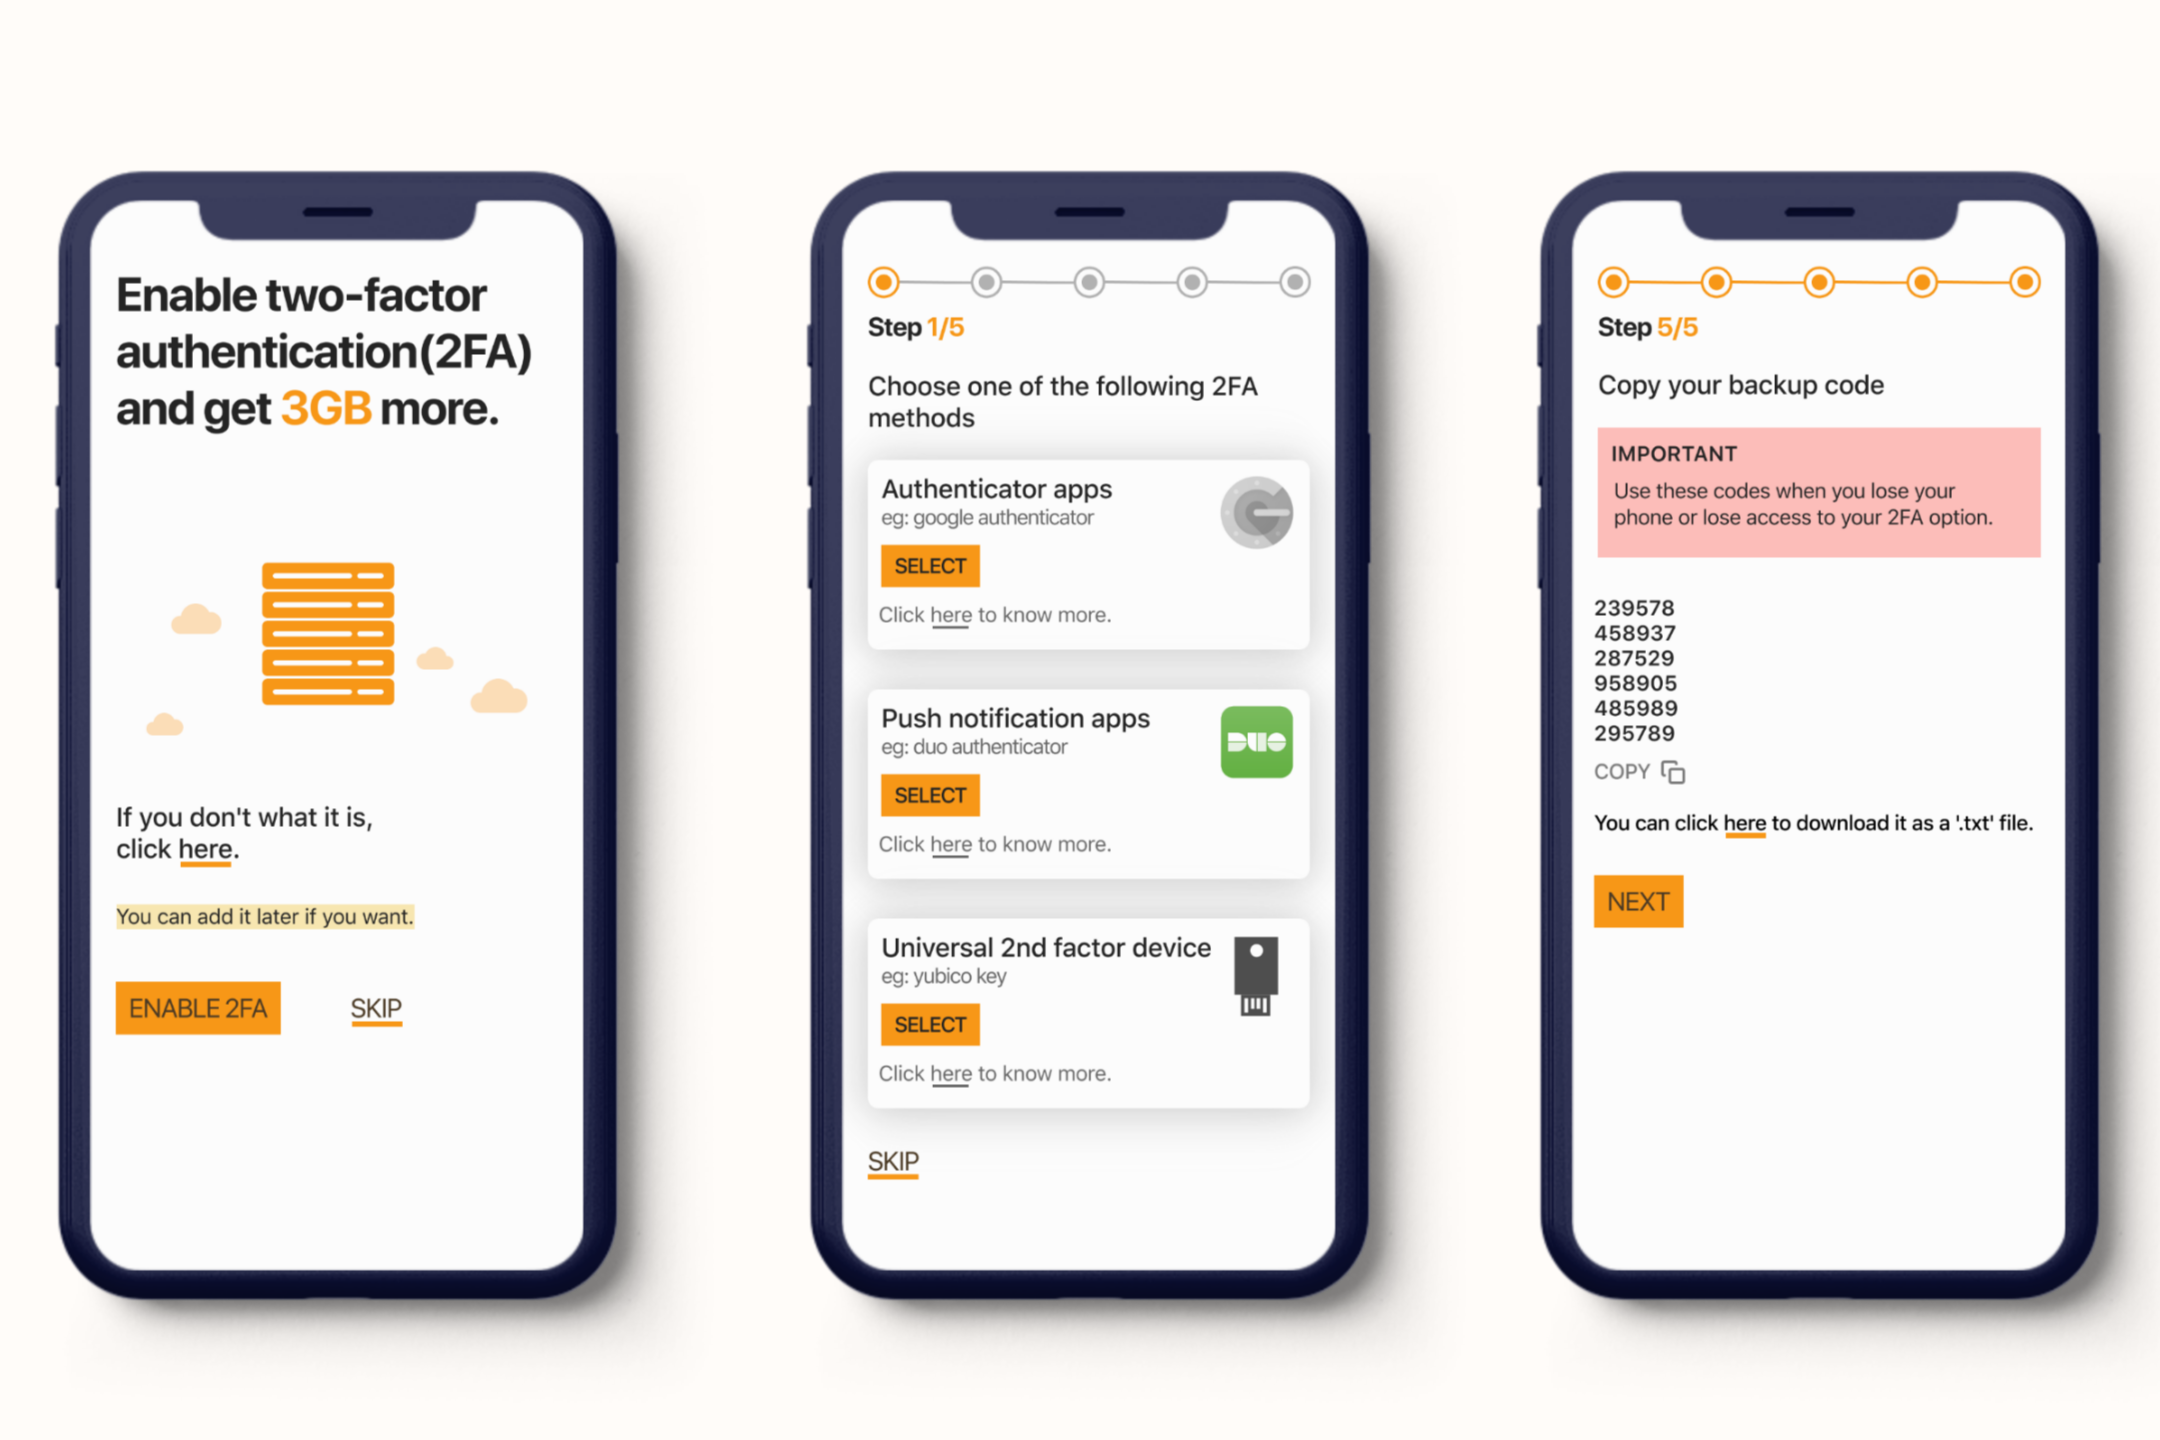 Enable two-factor
authentication(2FA)
and get 3GB more.
If you don't what it is,
click here.
You can add it later if you want.
ENABLE 2FA
SKIP
Step 1/5
Choose one of the following 2FA
methods
Authenticator apps
eg: google authenticator
SELECT
Click here to know more.
Push notification apps
eg: duo authenticator
DUO
SELECT
Click here to know more.
Universal 2nd factor device
eg: yubico key
SELECT
Click here to know more.
SKIP
Step 5/5
Copy your backup code
IMPORTANT
Use these codes when you lose your
phone or lose access to your 2FA option.
239578
458937
287529
958905
485989
295789
COPY
You can click here to download it as a '.txt' file.
NEXT